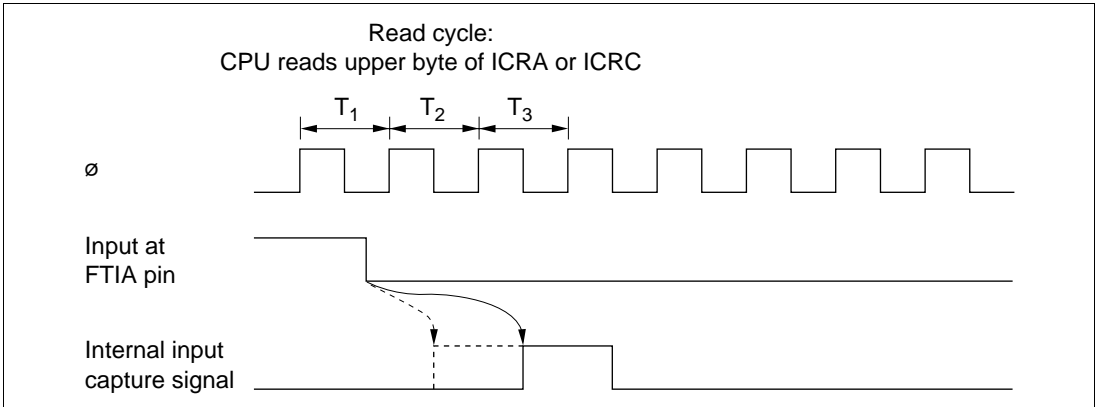 Read cycle:
CPU reads upper byte of ICRA or ICRC
T1 T2 T3
ø
Input at
FTIA pin
Internal input
capture signal